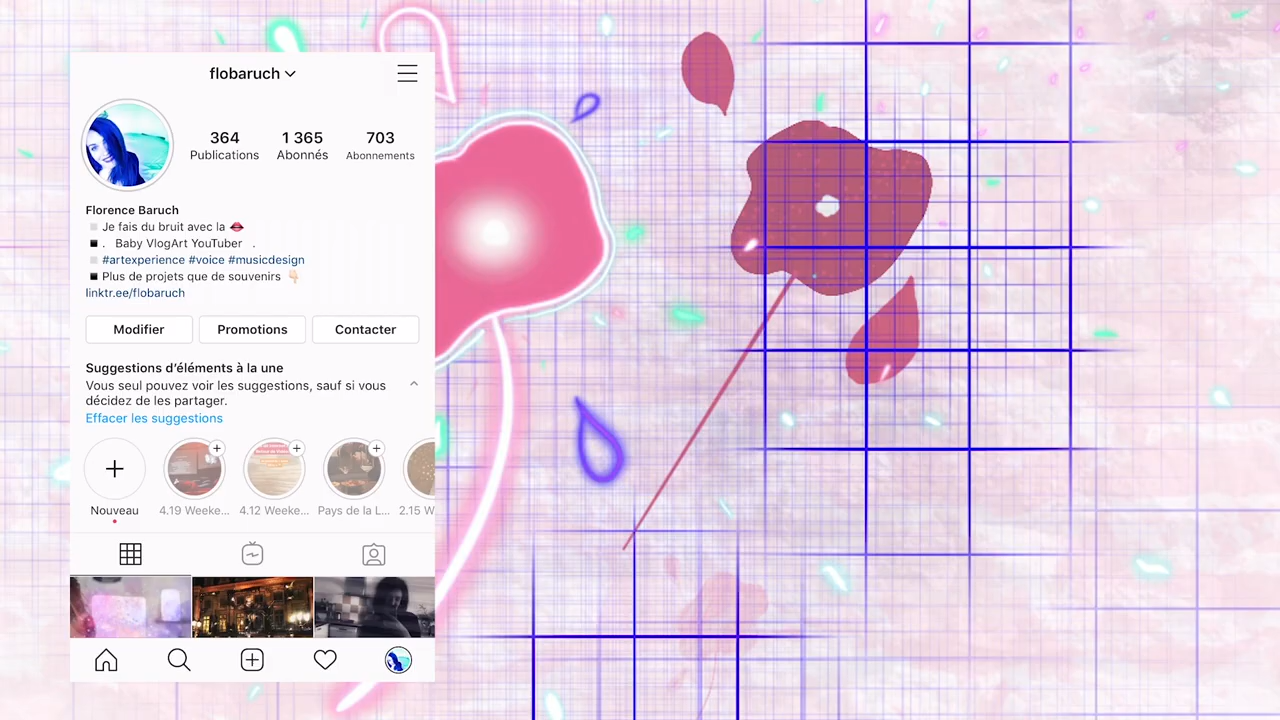 flobaruch
364 1 365 703
Publications Abonnés Abonnements
Florence Baruch
Je fais du bruit avec la 👄
. Baby VlogArt YouTuber .
#artexperience #voice #musicdesign
Plus de projets que de souvenirs 👇🏻
linktr.ee/flobaruch
Modifier Promotions Contacter
Suggestions d'éléments à la une
Vous seul pouvez voir les suggestions, sauf si vous
décidez de les partager.
Effacer les suggestions
Nouveau 4.19 Weeke... 4.12 Weeke... Pays de la L... 2.15 W